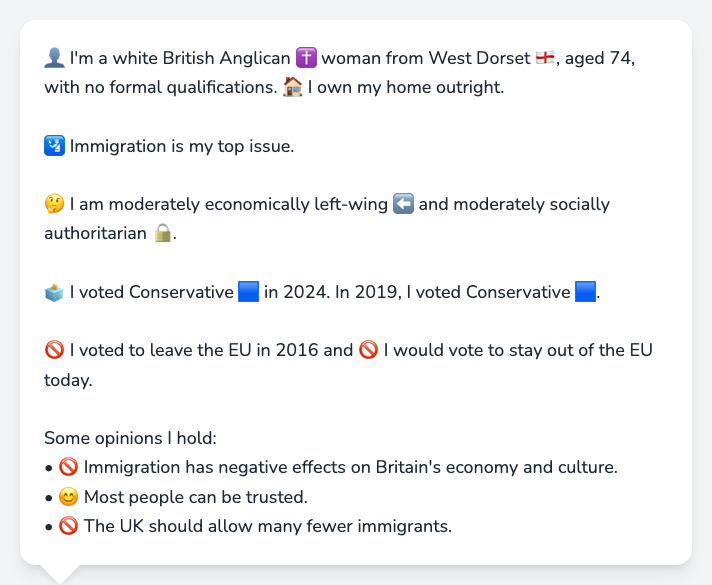 👤 I'm a white British Anglican ✝️ woman from West Dorset 🏴󠁧󠁢󠁥󠁮󠁧󠁿, aged 74,
with no formal qualifications. 🏠 I own my home outright.
🛂 Immigration is my top issue.
🤔 I am moderately economically left-wing ⬅️ and moderately socially
authoritarian 🔒.
🗳️ I voted Conservative 🟦 in 2024. In 2019, I voted Conservative 🟦.
🚫 I voted to leave the EU in 2016 and 🚫 I would vote to stay out of the EU
today.
Some opinions I hold:
• 🚫 Immigration has negative effects on Britain's economy and culture.
• 😊 Most people can be trusted.
• 🚫 The UK should allow many fewer immigrants.